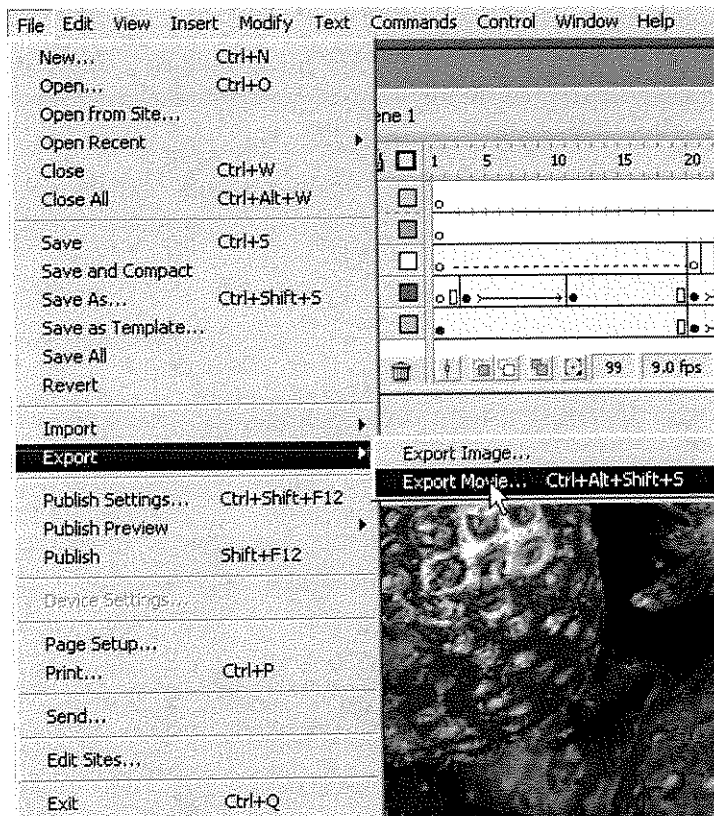 File Edit View Insert Modify Text Commands Control Window Help
New... Ctrl+N
Open... Ctrl+O
Open from Site...
Open Recent
Close Ctrl+W
Close All Ctrl+Alt+W
Save Ctrl+S
Save and Compact
Save As... Ctrl+Shift+S
Save as Template...
Save All
Revert
Import
Export
Publish Settings... Ctrl+Shift+F12
Publish Preview
Publish Shift+F12
Device Settings...
Page Setup...
Print... Ctrl+P
Send...
Edit Sites...
Exit Ctrl+Q
Export Image...
Export Movie... Ctrl+Alt+Shift+S
ene 1
1 5 10 15 20
99 9.0 fps